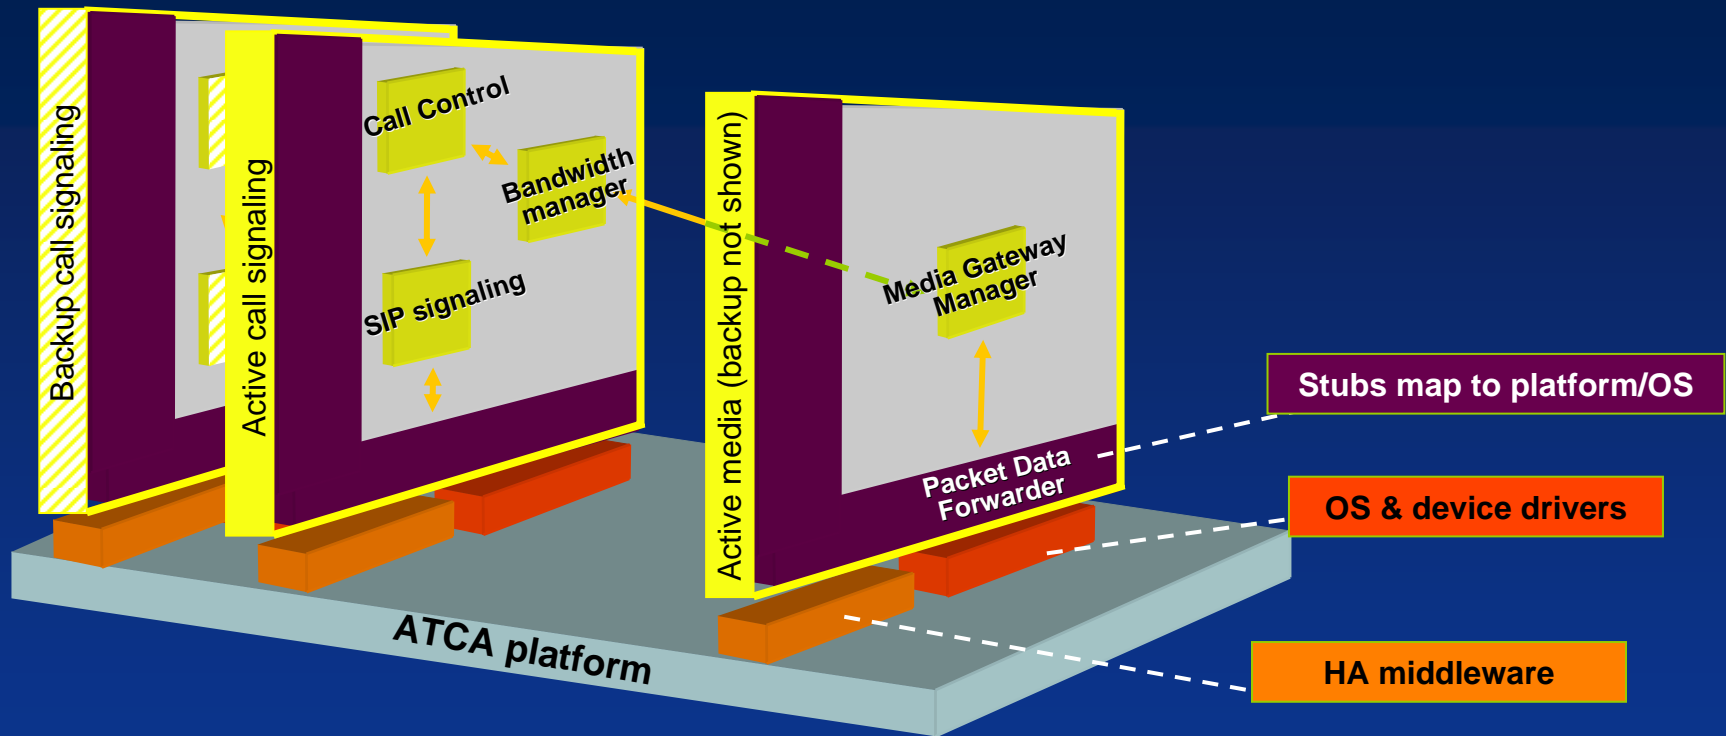 Backup call signaling
Active call signaling
Call Control
Bandwidth
manager
SIP signaling
Active media (backup not shown)
Media Gateway
Manager
Packet Data
Forwarder
Stubs map to platform/OS
OS & device drivers
HA middleware
ATCA platform